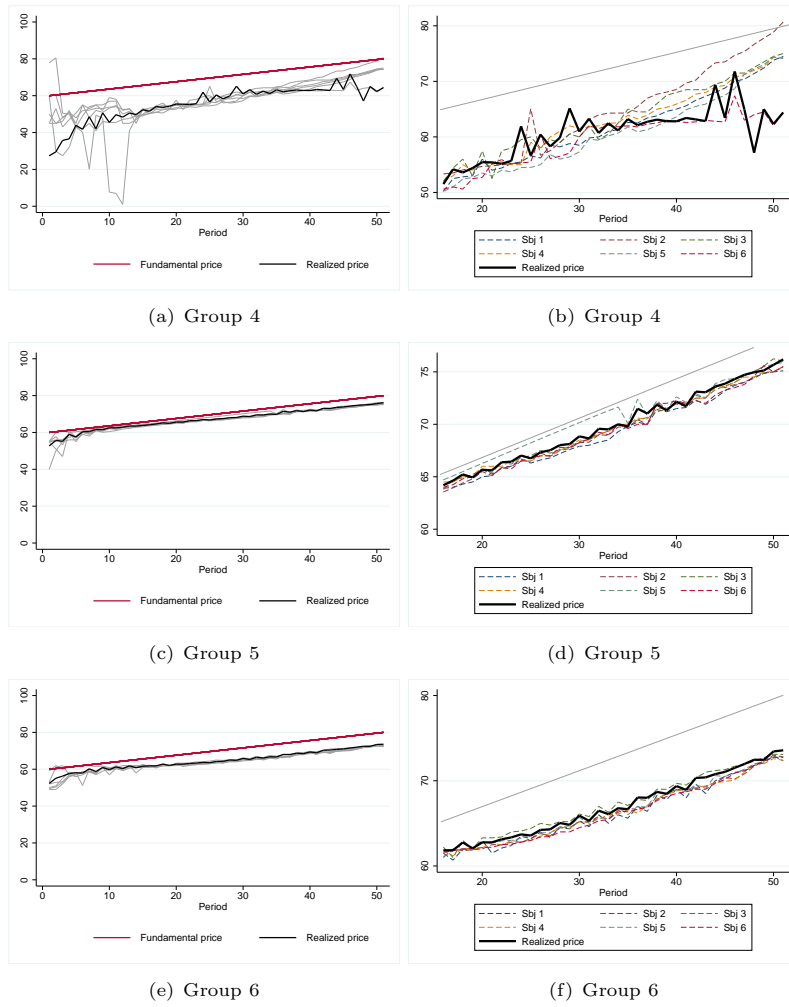 0 20 40 60 80 100
0 10 20 30 40 50
Period
Fundamental price Realized price
(a) Group 4
50 60 70 80
20 30 40 50
Period
Sbj 1 Sbj 2 Sbj 3
Sbj 4 Sbj 5 Sbj 6
Realized price
(b) Group 4
0 20 40 60 80 100
0 10 20 30 40 50
Period
Fundamental price Realized price
(c) Group 5
60 65 70 75
20 30 40 50
Period
Sbj 1 Sbj 2 Sbj 3
Sbj 4 Sbj 5 Sbj 6
Realized price
(d) Group 5
0 20 40 60 80 100
0 10 20 30 40 50
Period
Fundamental price Realized price
(e) Group 6
60 70 80
20 30 40 50
Period
Sbj 1 Sbj 2 Sbj 3
Sbj 4 Sbj 5 Sbj 6
Realized price
(f) Group 6